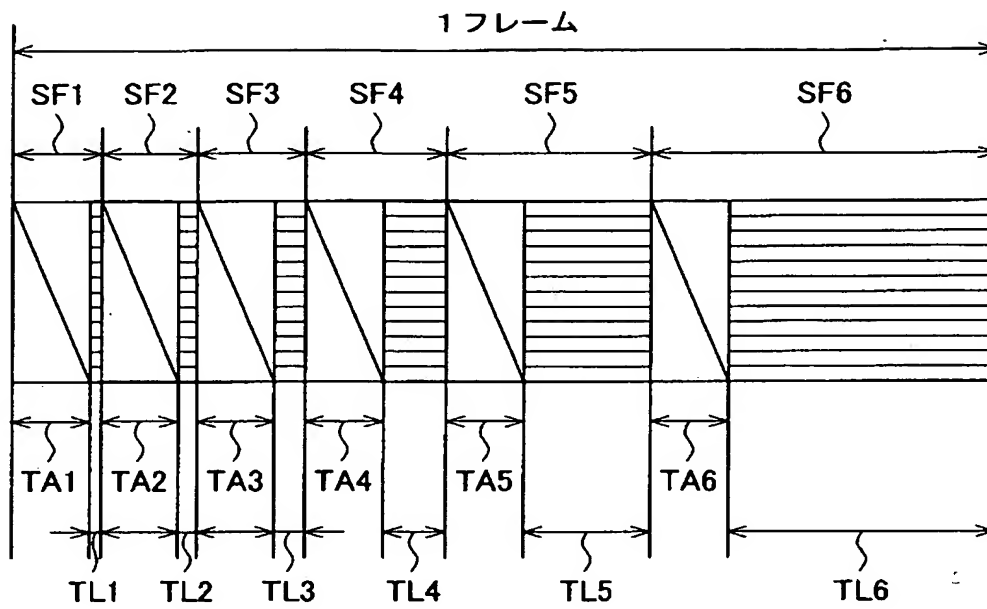 1フレーム
SF1 SF2 SF3 SF4 SF5 SF6
TA1 TA2 TA3 TA4 TA5 TA6
TL1 TL2 TL3 TL4 TL5 TL6